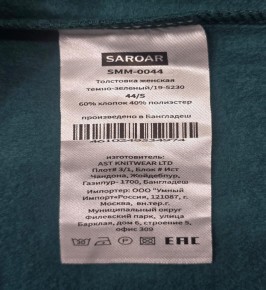 SAROAR
SMM-0044
Толстовка женская
темно-зеленый/19-5230
44/S
60% хлопок 40% полиэстер
произведено в Бангладеш
изготовитель:
AST KNITWEAR LTD
Плот# 3/1, Блок # Ист
Чандона, Жойдебпур,
Газипур- 1700, Бангладеш
Импортер: ООО "Умный
ИмпортРоссия, 121087, г.
Москва, вн.тер.г.
Муниципальный округ
Филевский парк, улица
Барклая, дом 6, строение 5,
офис 309
EAC